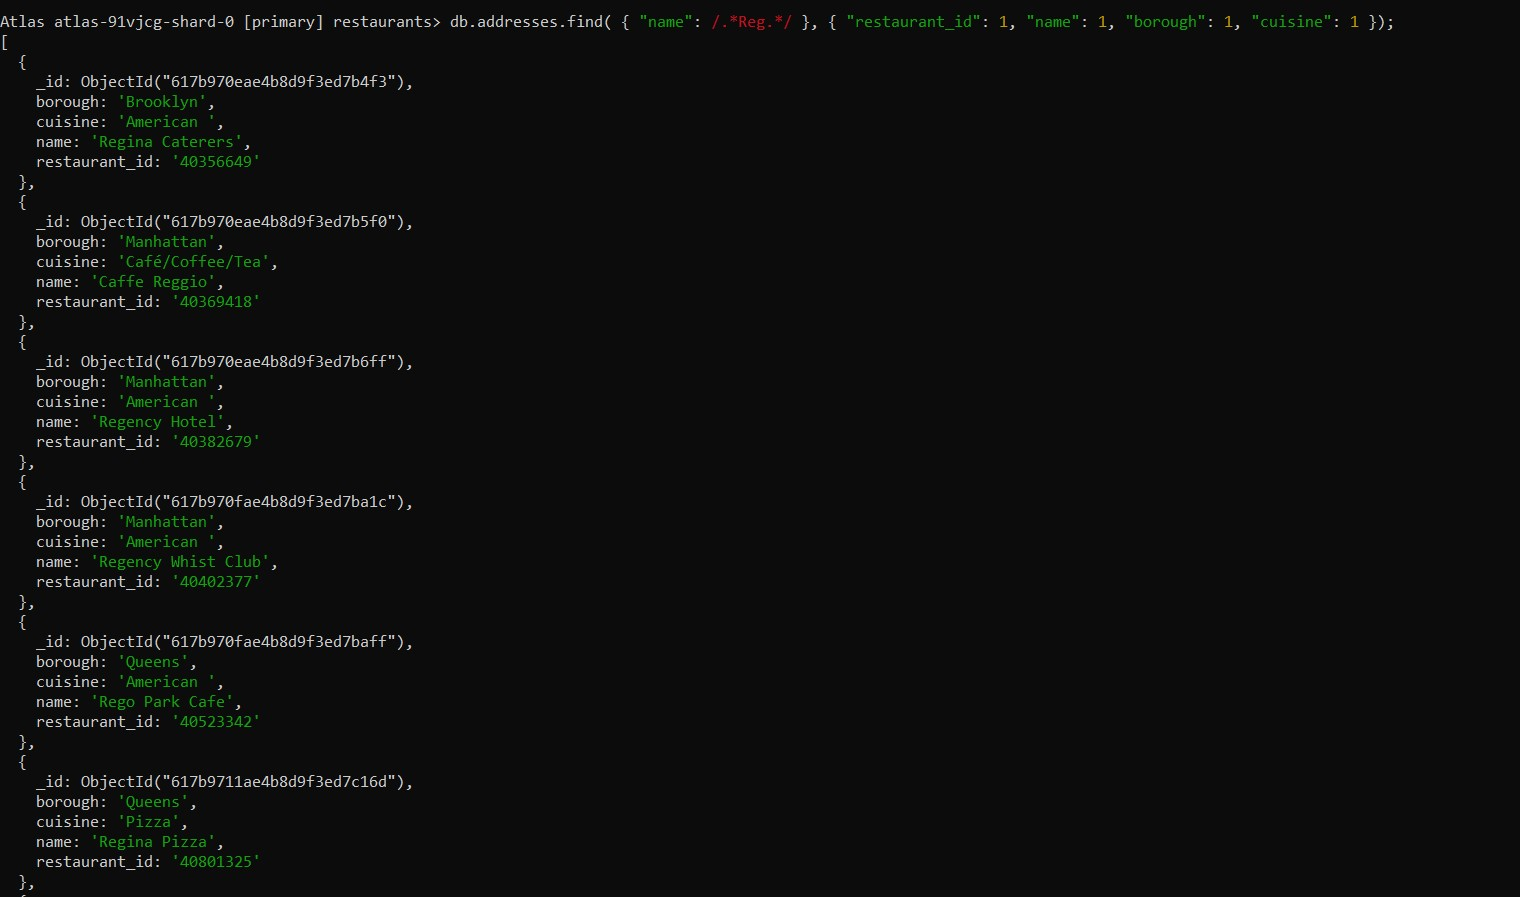 Atlas atlas-91vjcg-shard-0 [primary] restaurants> db.addresses.find( { "name": /.*Reg.*/ }, { "restaurant_id": 1, "name": 1, "borough": 1, "cuisine": 1 });
[
  {
    _id: ObjectId("617b970eae4b8d9f3ed7b4f3"),
    borough: 'Brooklyn',
    cuisine: 'American ',
    name: 'Regina Caterers',
    restaurant_id: '40356649'
  },
  {
    _id: ObjectId("617b970eae4b8d9f3ed7b5f0"),
    borough: 'Manhattan',
    cuisine: 'Café/Coffee/Tea',
    name: 'Caffe Reggio',
    restaurant_id: '40369418'
  },
  {
    _id: ObjectId("617b970eae4b8d9f3ed7b6ff"),
    borough: 'Manhattan',
    cuisine: 'American ',
    name: 'Regency Hotel',
    restaurant_id: '40382679'
  },
  {
    _id: ObjectId("617b970fae4b8d9f3ed7ba1c"),
    borough: 'Manhattan',
    cuisine: 'American ',
    name: 'Regency Whist Club',
    restaurant_id: '40402377'
  },
  {
    _id: ObjectId("617b970fae4b8d9f3ed7baff"),
    borough: 'Queens',
    cuisine: 'American ',
    name: 'Rego Park Cafe',
    restaurant_id: '40523342'
  },
  {
    _id: ObjectId("617b9711ae4b8d9f3ed7c16d"),
    borough: 'Queens',
    cuisine: 'Pizza',
    name: 'Regina Pizza',
    restaurant_id: '40801325'
  },